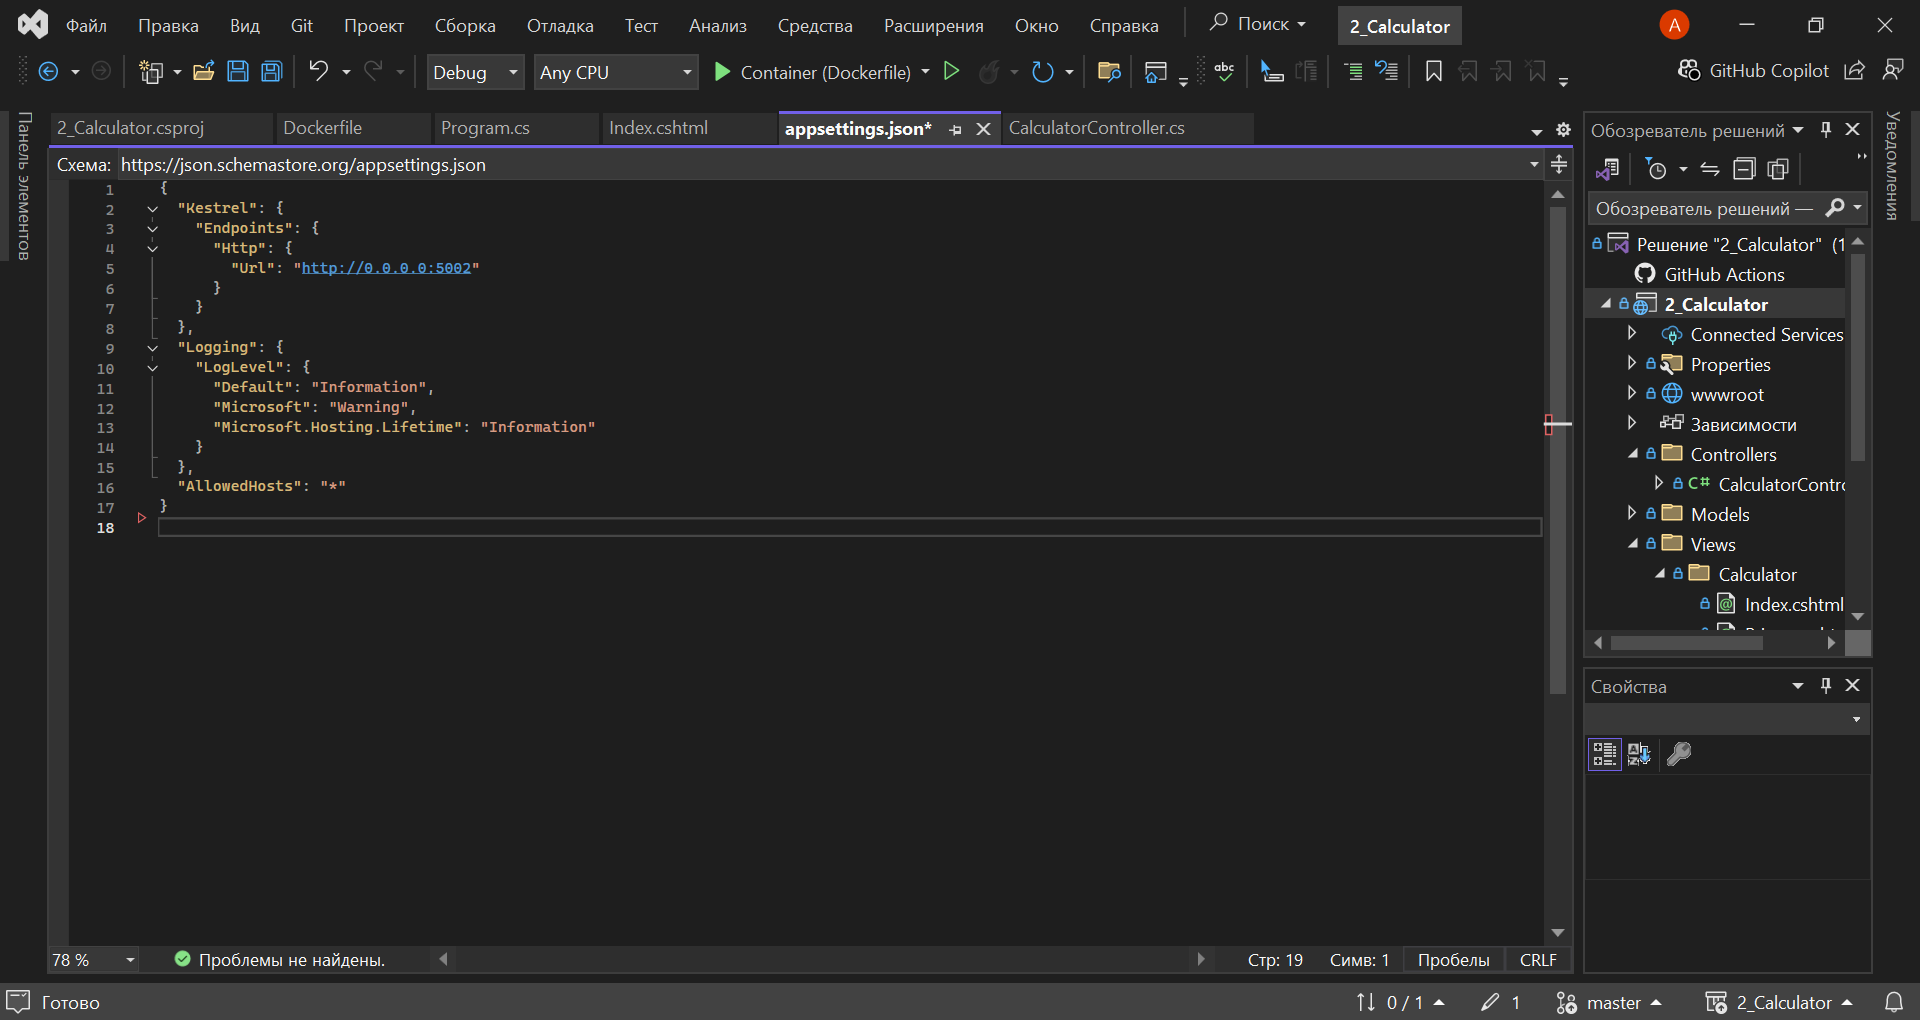 Файл Правка Вид Git Проект Сборка Отладка Тест Анализ Средства Расширения Окно Справка Поиск 2_Calculator A
Debug Any CPU Container (Dockerfile) abc GitHub Copilot
Панель элементов
2_Calculator.csproj Dockerfile Program.cs Index.cshtml appsettings.json* CalculatorController.cs
Схема: https://json.schemastore.org/appsettings.json
1 {
2 "Kestrel": {
3 "Endpoints": {
4 "Http": {
5 "Url": "http://0.0.0.0:5002"
6 }
7 }
8 },
9 "Logging": {
10 "LogLevel": {
11 "Default": "Information",
12 "Microsoft": "Warning",
13 "Microsoft.Hosting.Lifetime": "Information"
14 }
15 },
16 "AllowedHosts": "*"
17 }
18
78 % Проблемы не найдены. Стр: 19 Симв: 1 Пробелы CRLF
Обозреватель решений
Обозреватель решений —
Решение "2_Calculator" (1
GitHub Actions
2_Calculator
Connected Services
Properties
wwwroot
Зависимости
Controllers
C# CalculatorContro
Models
Views
Calculator
Index.cshtml
Свойства
Уведомления
Готово 0 / 1 1 master 2_Calculator